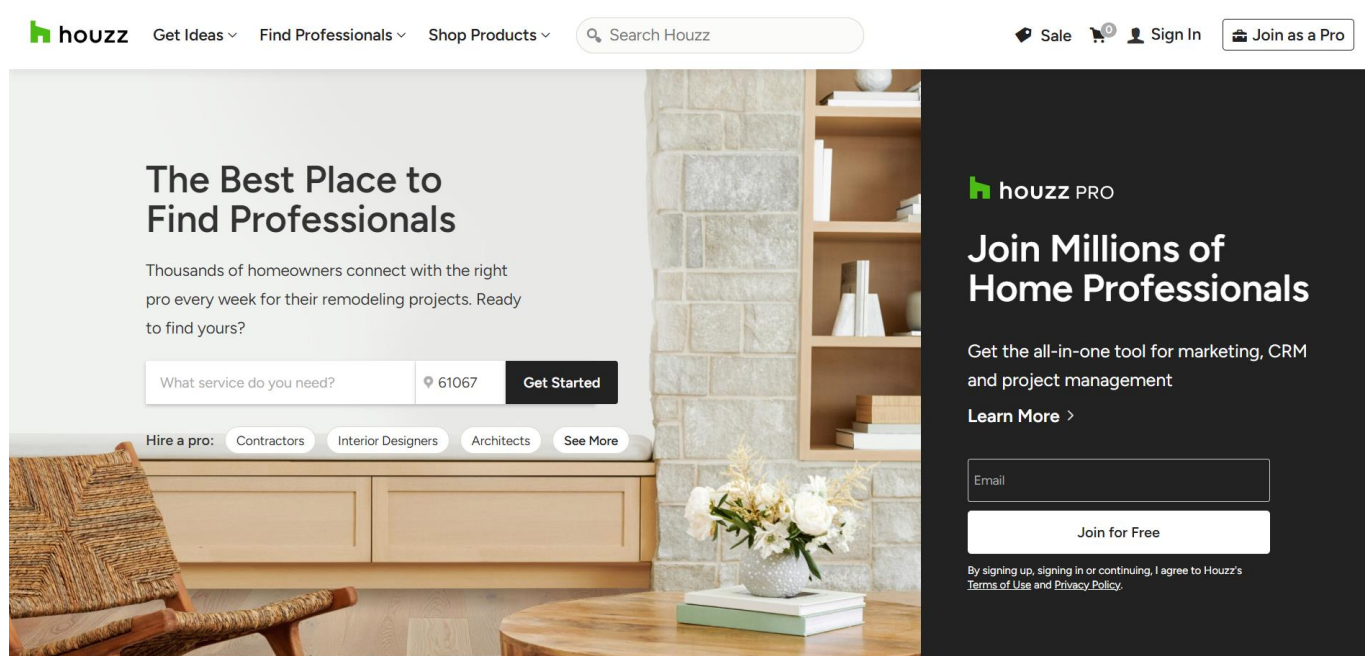 houzz Get Ideas Find Professionals Shop Products Search Houzz Sale 0 Sign In Join as a Pro
The Best Place to
Find Professionals
Thousands of homeowners connect with the right
pro every week for their remodeling projects. Ready
to find yours?
What service do you need? 61067 Get Started
Hire a pro: Contractors Interior Designers Architects See More
houzz PRO
Join Millions of
Home Professionals
Get the all-in-one tool for marketing, CRM
and project management
Learn More
Email
Join for Free
By signing up, signing in or continuing, I agree to Houzz's
Terms of Use and Privacy Policy.